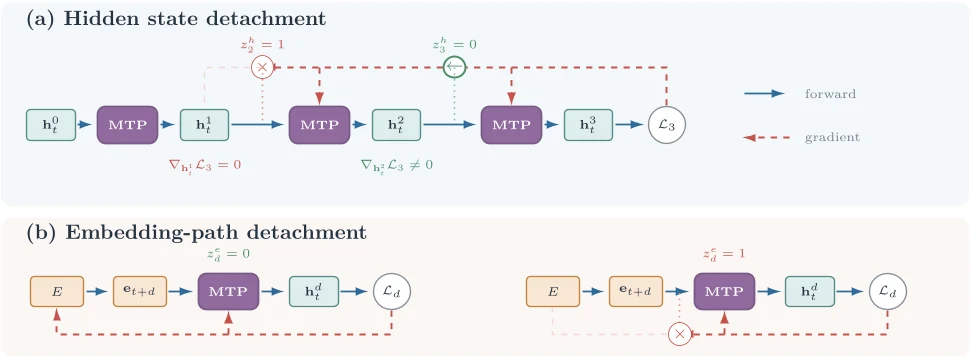 (a) Hidden state detachment
z_2^h = 1
z_3^h = 0
× ←
h_t^0 MTP h_t^1 MTP h_t^2 MTP h_t^3 ℒ_3
forward
gradient
∇_{h_t^1} ℒ_3 = 0
∇_{h_t^2} ℒ_3 ≠ 0
(b) Embedding-path detachment
z_d^e = 0
z_d^e = 1
E e_{t+d} MTP h_t^d ℒ_d
E e_{t+d} MTP h_t^d ℒ_d
×